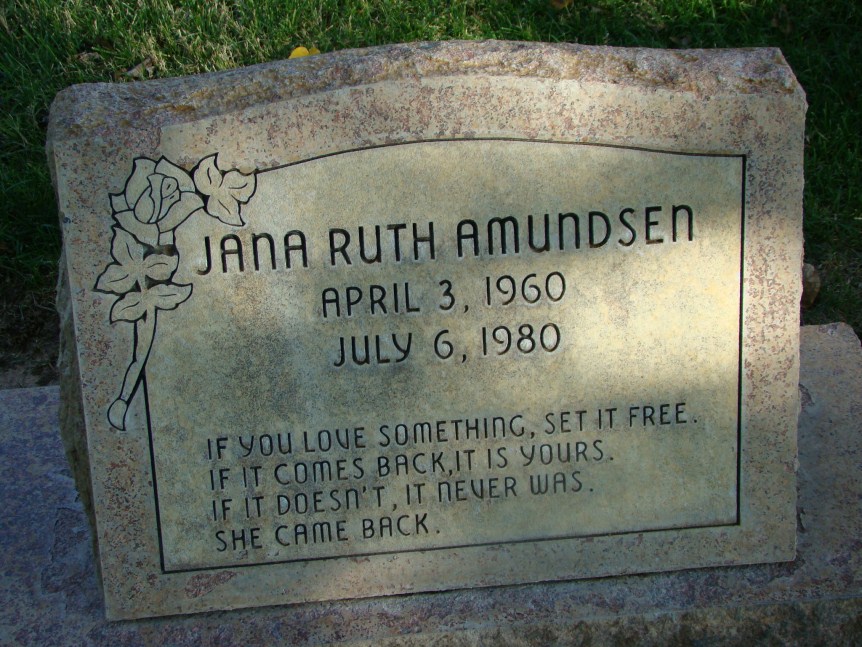 JANA RUTH AMUNDSEN
APRIL 3, 1960
JULY 6, 1980
IF YOU LOVE SOMETHING, SET IT FREE.
IF IT COMES BACK, IT IS YOURS.
IF IT DOESN'T, IT NEVER WAS.
SHE CAME BACK.